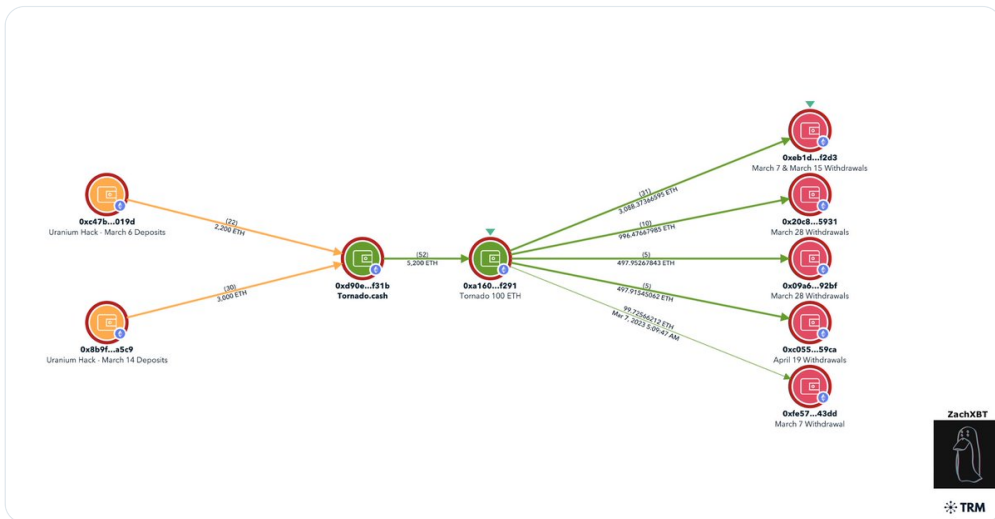 0xc47b...019d
Uranium Hack - March 6 Deposits
0x8b9f...a5c9
Uranium Hack - March 14 Deposits
(22)
2,200 ETH
(30)
3,000 ETH
0xd90e...f31b
Tornado.cash
(52)
5,200 ETH
0xa160...f291
Tornado 100 ETH
(31)
3,088.37366595 ETH
(10)
996.47667985 ETH
(5)
497.95267843 ETH
(5)
497.91545062 ETH
99.72566212 ETH
Mar 7, 2023 5:09:47 AM
0xeb1d...f2d3
March 7 & March 15 Withdrawals
0x20c8...5931
March 28 Withdrawals
0x09a6...92bf
March 28 Withdrawals
0xc055...59ca
April 19 Withdrawals
0xfe57...43dd
March 7 Withdrawal
ZachXBT
TRM